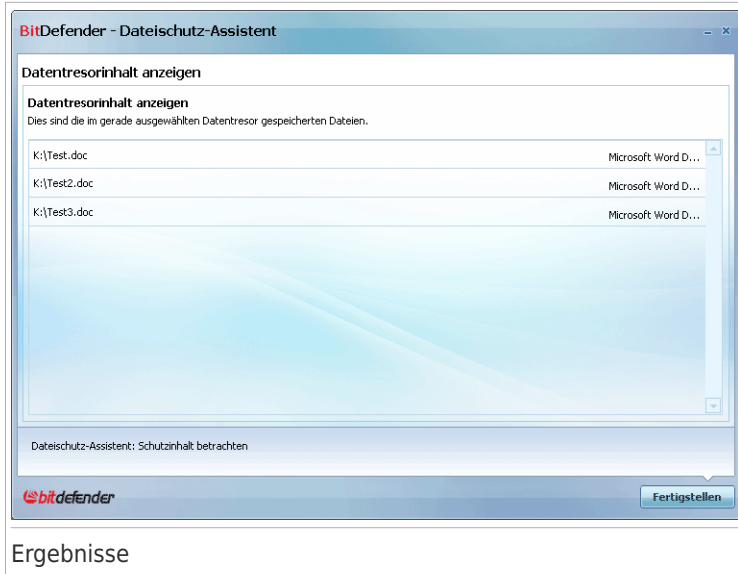 BitDefender - Dateischutz-Assistent
Datentresorinhalt anzeigen
Datentresorinhalt anzeigen
Dies sind die im gerade ausgewählten Datentresor gespeicherten Dateien.
K:\Test.doc Microsoft Word D...
K:\Test2.doc Microsoft Word D...
K:\Test3.doc Microsoft Word D...
Dateischutz-Assistent: Schutzinhalt betrachten
bitdefender Fertigstellen
Ergebnisse